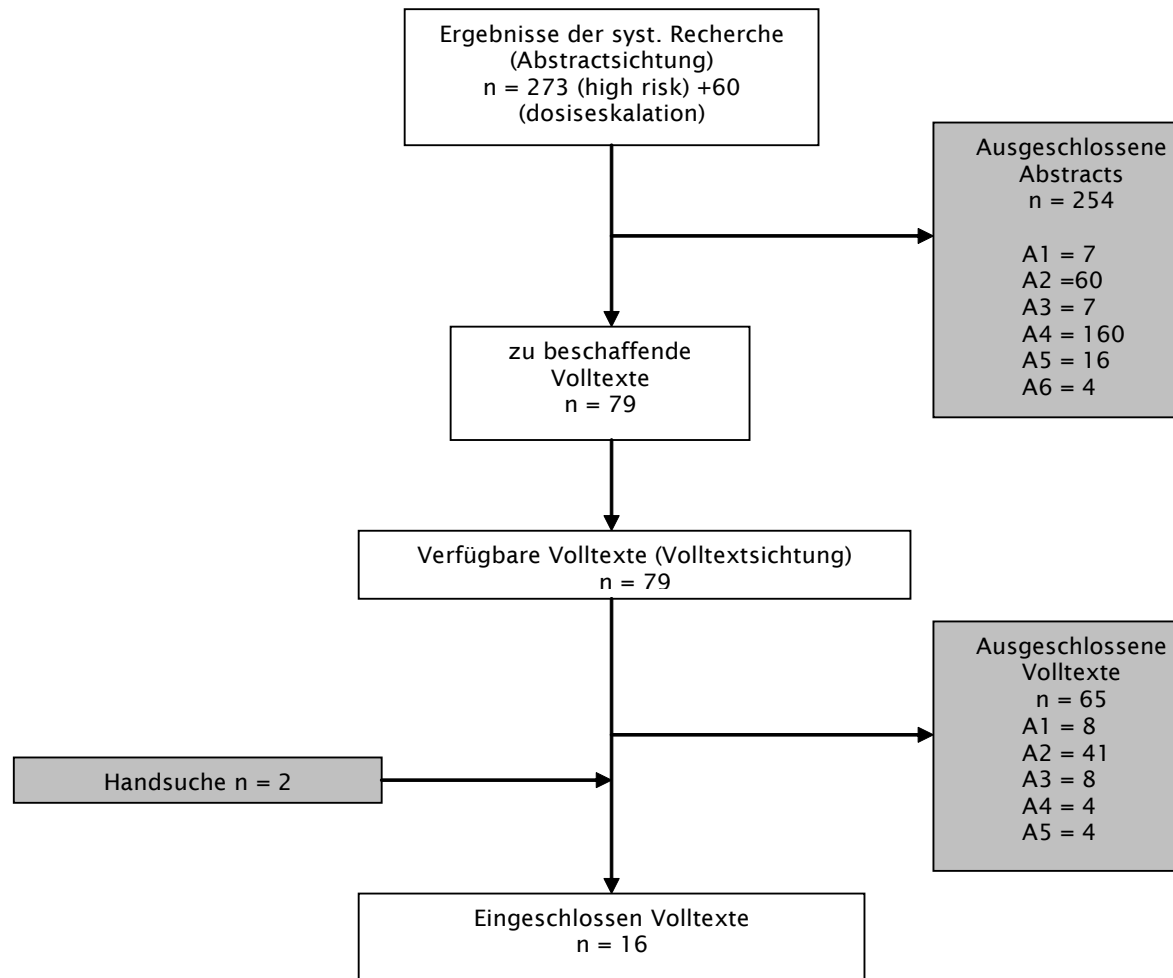 Ergebnisse der syst. Recherche
(Abstractsichtung)
n = 273 (high risk) +60
(dosiseskalation)
Ausgeschlossene
Abstracts
n = 254
A1 = 7
A2 =60
A3 = 7
A4 = 160
A5 = 16
A6 = 4
zu beschaffende
Volltexte
n = 79
Verfügbare Volltexte (Volltextsichtung)
n = 79
Ausgeschlossene
Volltexte
n = 65
A1 = 8
A2 = 41
A3 = 8
A4 = 4
A5 = 4
Handsuche n = 2
Eingeschlossen Volltexte
n = 16